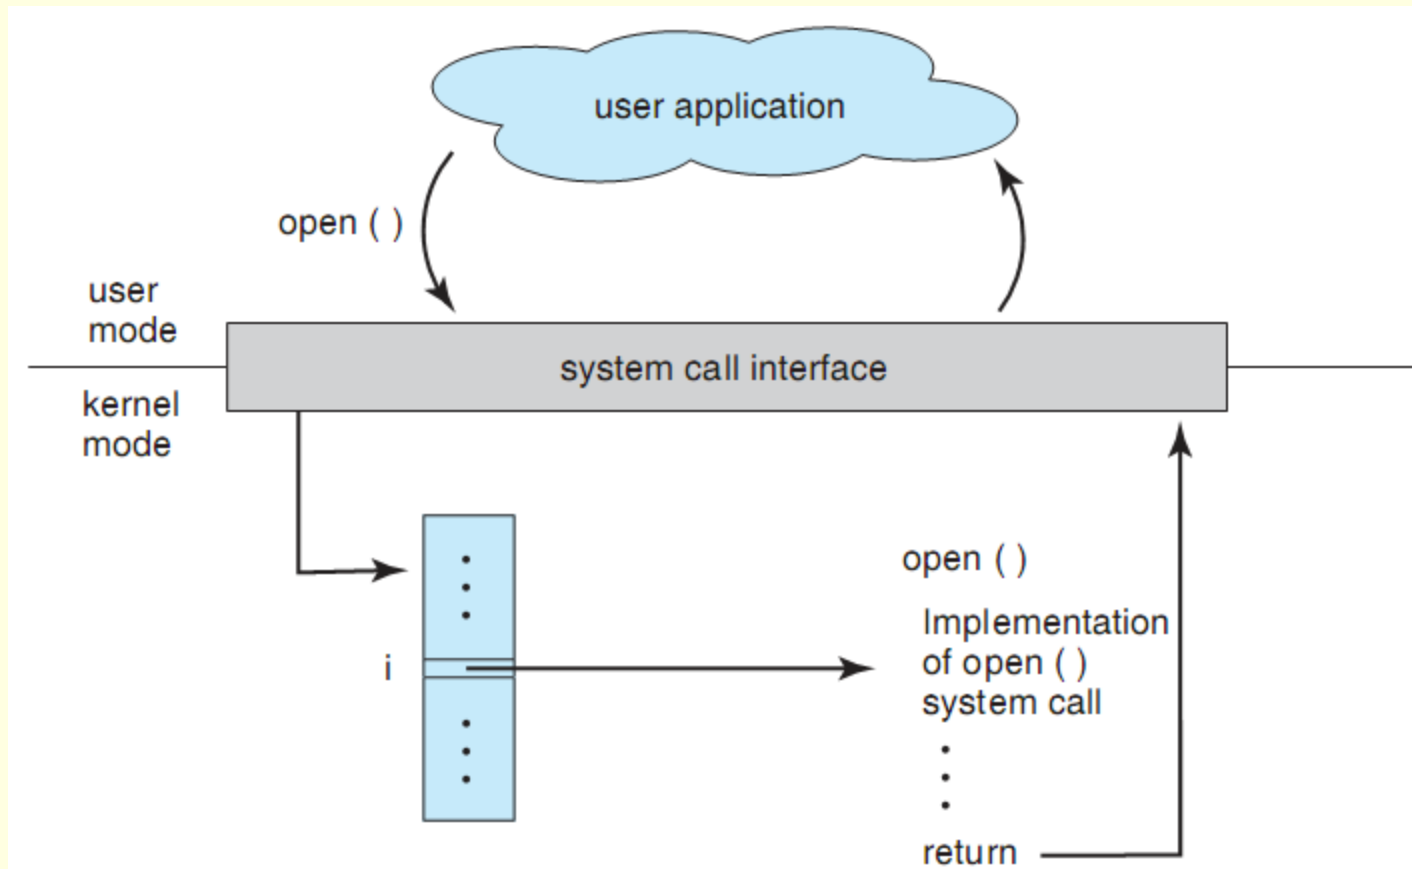 user application
open ( )
user
mode
system call interface
kernel
mode
open ( )
Implementation
of open ( )
system call
i
return